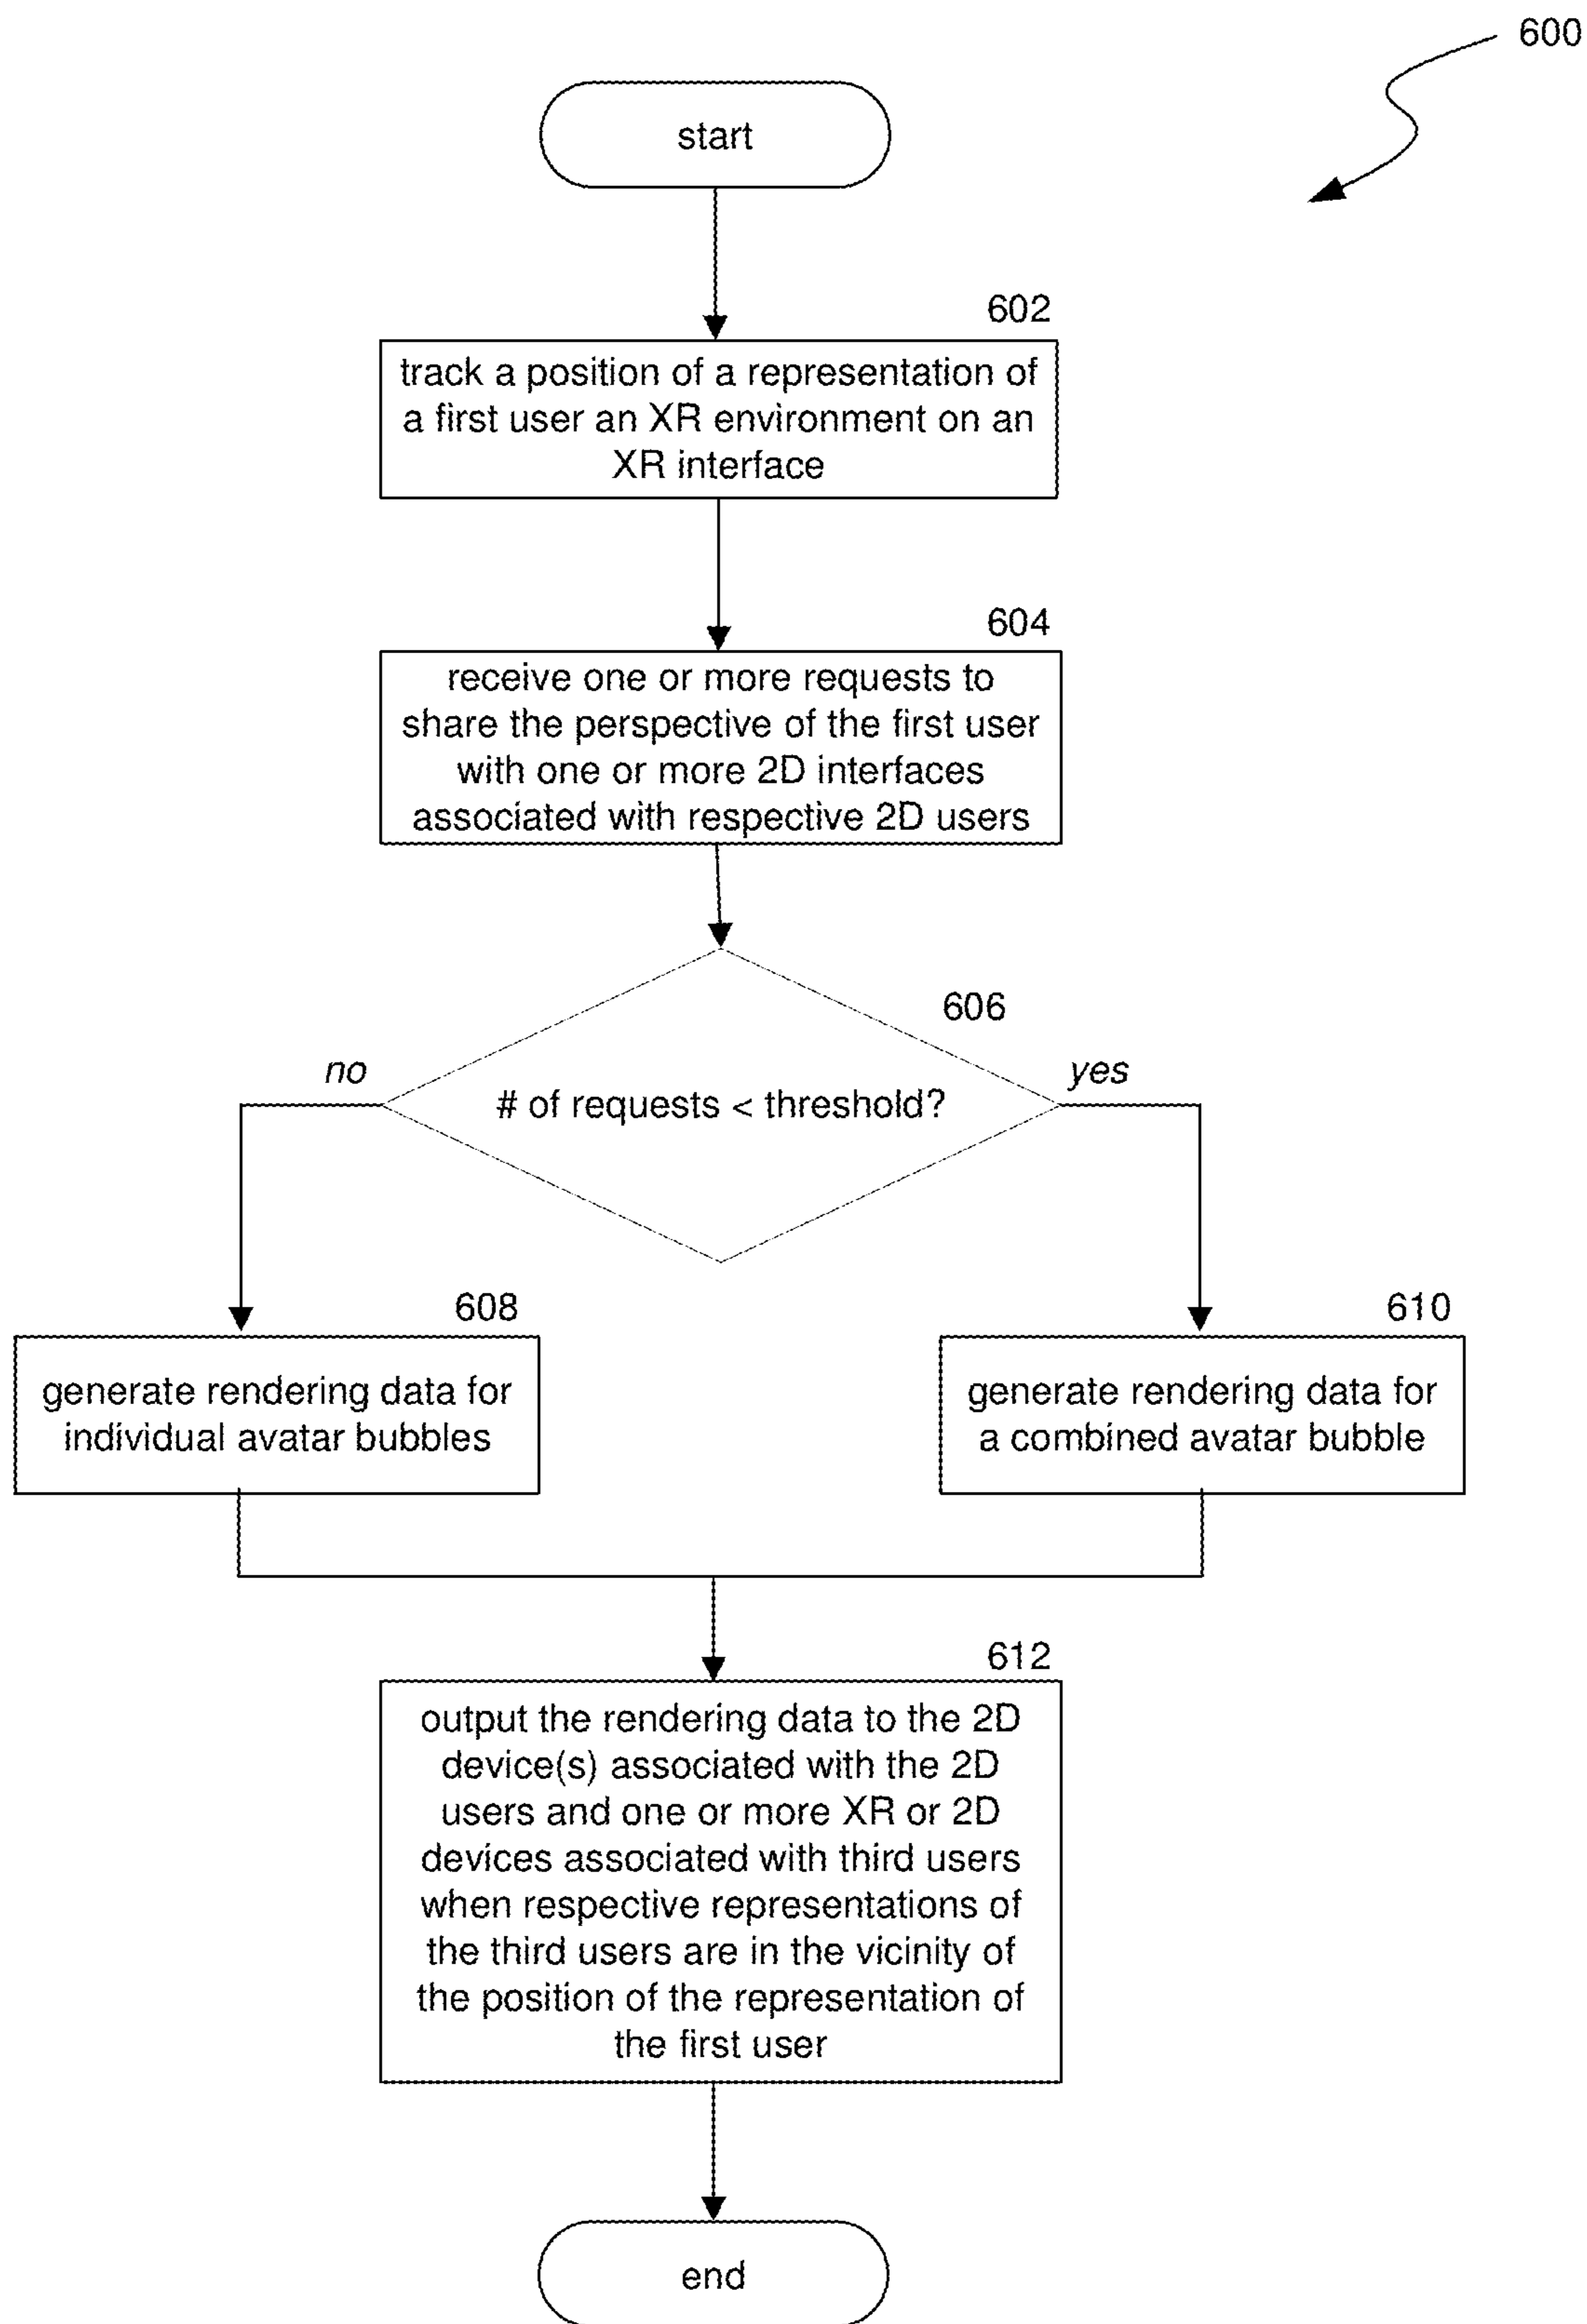 600
start
602
track a position of a representation of
a first user an XR environment on an
XR interface
604
receive one or more requests to
share the perspective of the first user
with one or more 2D interfaces
associated with respective 2D users
606
no
yes
# of requests < threshold?
608
generate rendering data for
individual avatar bubbles
610
generate rendering data for
a combined avatar bubble
612
output the rendering data to the 2D
device(s) associated with the 2D
users and one or more XR or 2D
devices associated with third users
when respective representations of
the third users are in the vicinity of
the position of the representation of
the first user
end